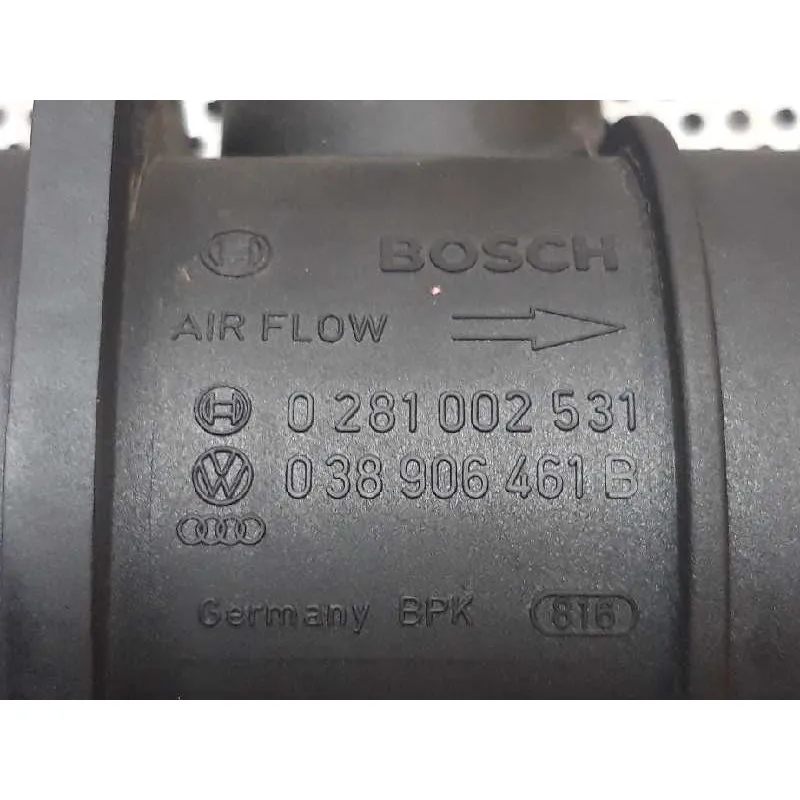 BOSCH
AIR FLOW
0 281 002 531
038 906 461 B
Germany BPK 816